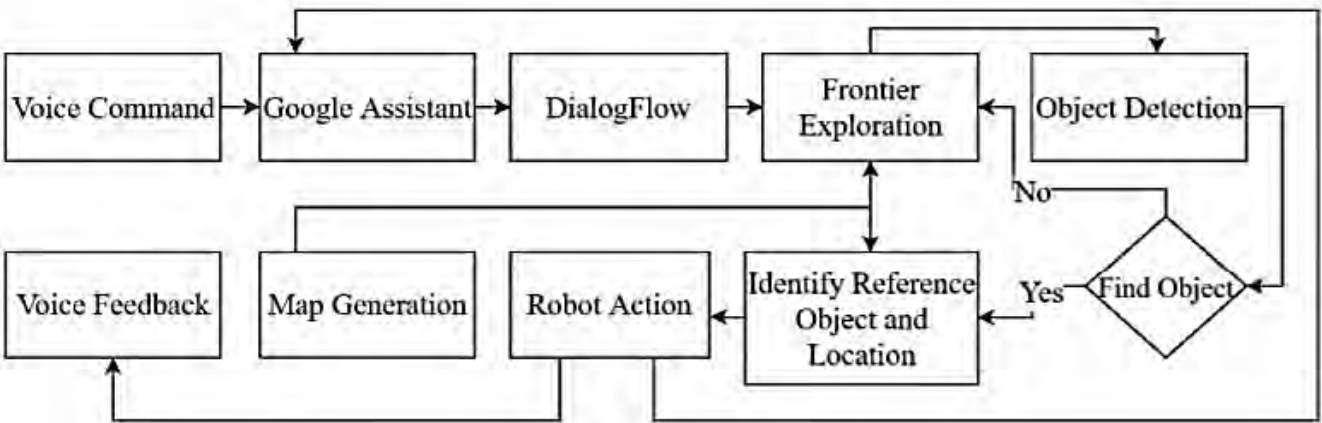 Voice Command
Google Assistant
DialogFlow
Frontier
Exploration
Object Detection
No
Voice Feedback
Map Generation
Robot Action
Identify Reference
Object and
Location
Yes
Find Object